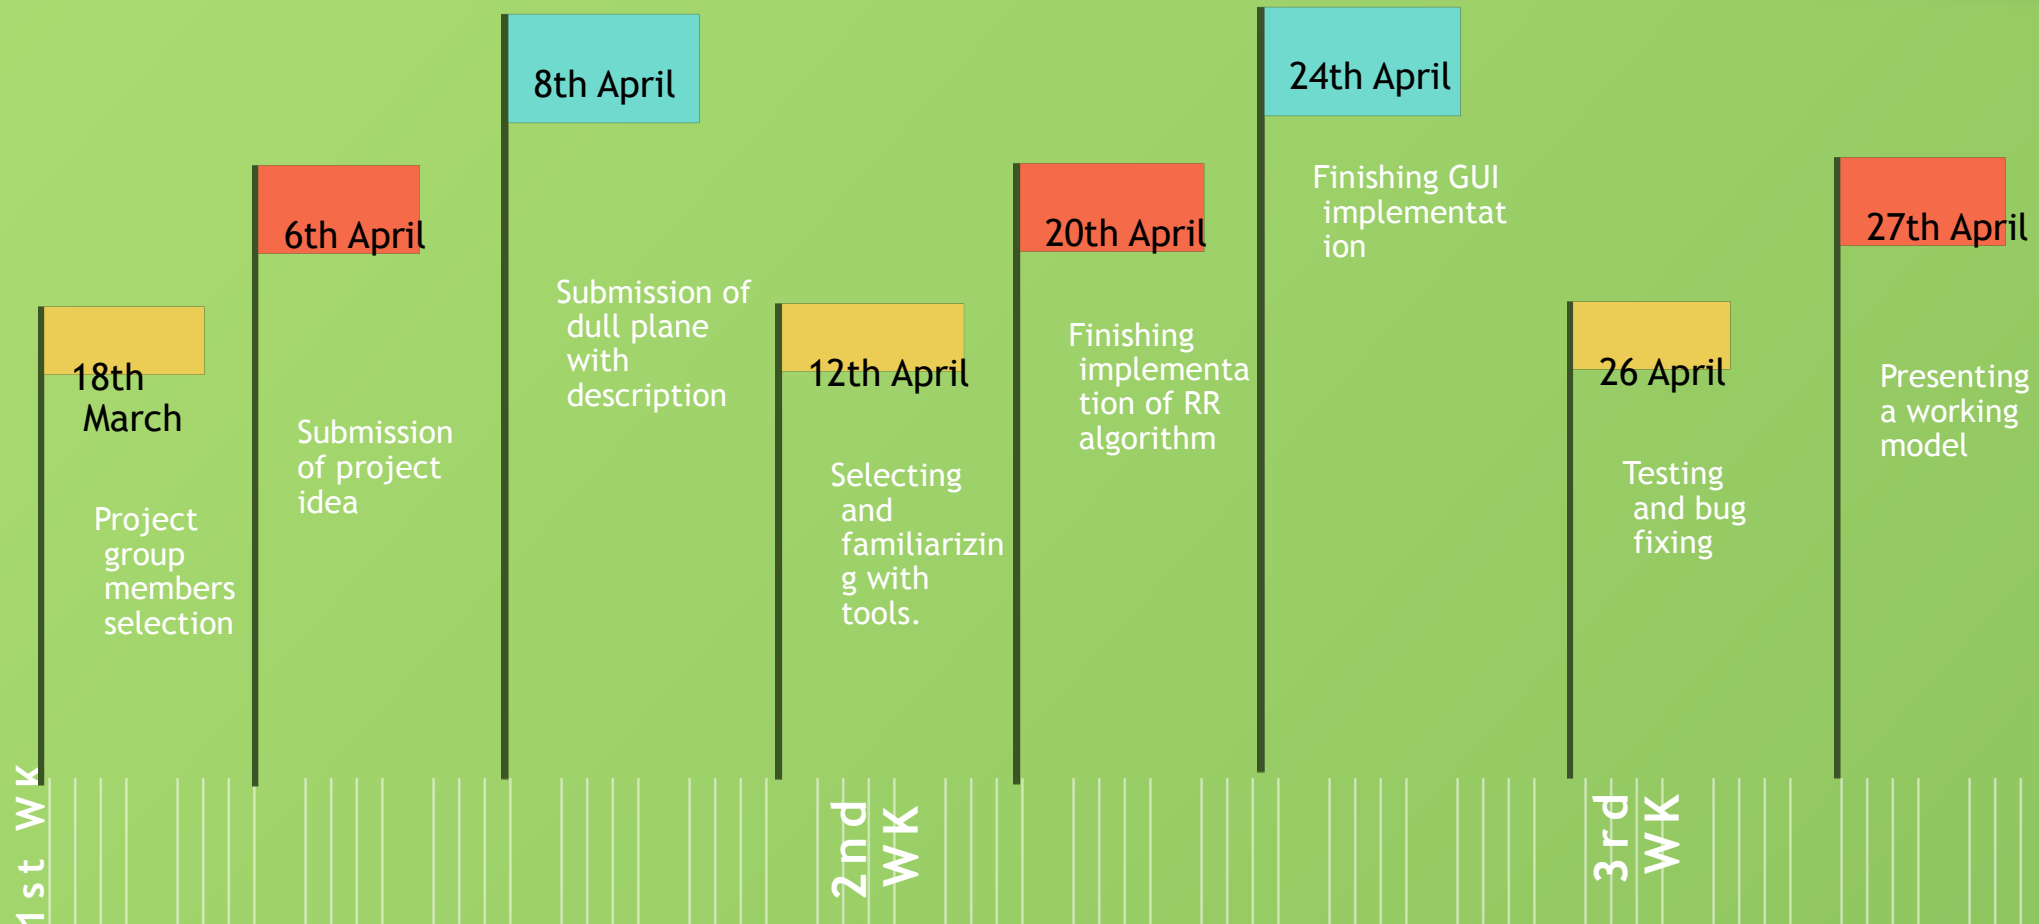 18th
March
Project
group
members
selection
6th April
Submission
of project
idea
8th April
Submission of
dull plane
with
description
12th April
Selecting
and
familiarizin
g with
tools.
20th April
Finishing
implementa
tion of RR
algorithm
24th April
Finishing GUI
implementat
ion
26 April
Testing
and bug
fixing
27th April
Presenting
a working
model
1st WK
2nd
WK
3rd
WK